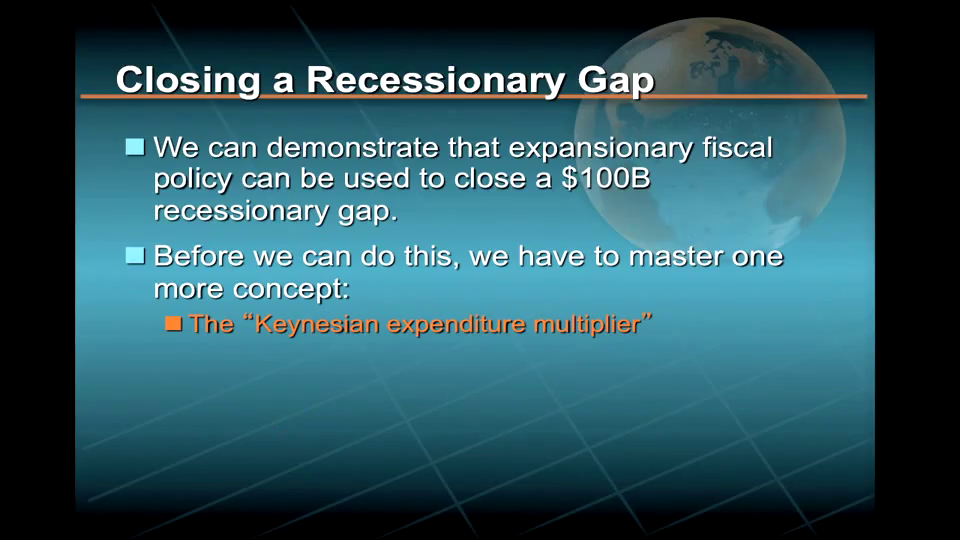 Closing a Recessionary Gap
We can demonstrate that expansionary fiscal
policy can be used to close a $100B
recessionary gap.
Before we can do this, we have to master one
more concept:
The “Keynesian expenditure multiplier”